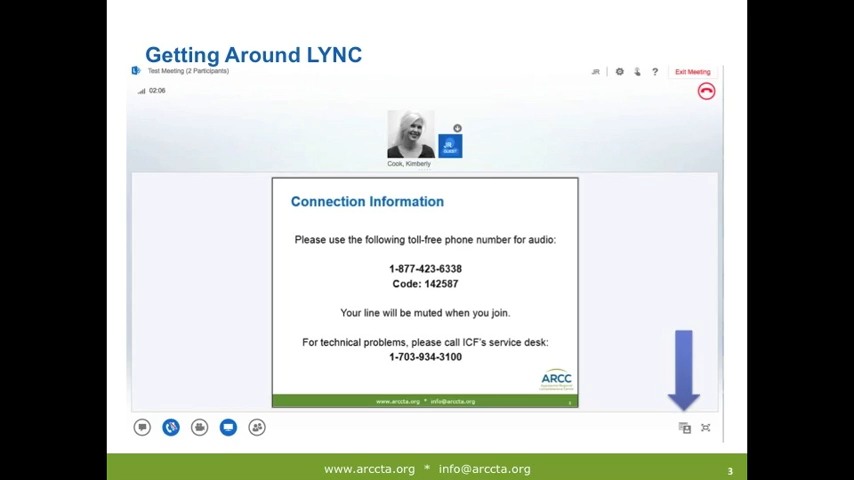 Getting Around LYNC
Test Meeting (2 Participants)
JR
?
Exit Meeting
02:06
JR
GUEST
Cook, Kimberly
Connection Information
Please use the following toll-free phone number for audio:
1-877-423-6338
Code: 142587
Your line will be muted when you join.
For technical problems, please call ICF's service desk:
1-703-934-3100
ARCC
www.arccta.org * info@arccta.org
www.arccta.org * info@arccta.org
3